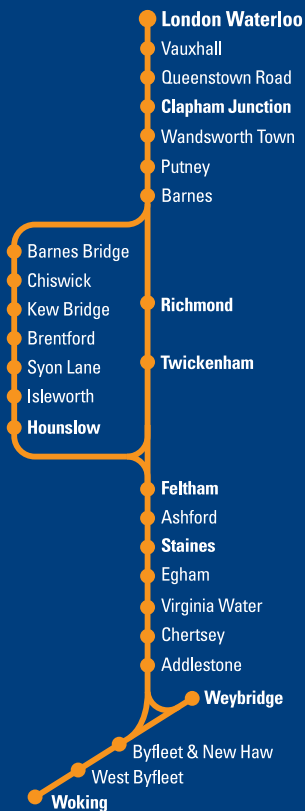 London Waterloo
Vauxhall
Queenstown Road
Clapham Junction
Wandsworth Town
Putney
Barnes
Barnes Bridge
Chiswick
Kew Bridge
Brentford
Syon Lane
Isleworth
Hounslow
Richmond
Twickenham
Feltham
Ashford
Staines
Egham
Virginia Water
Chertsey
Addlestone
Weybridge
Byfleet & New Haw
West Byfleet
Woking